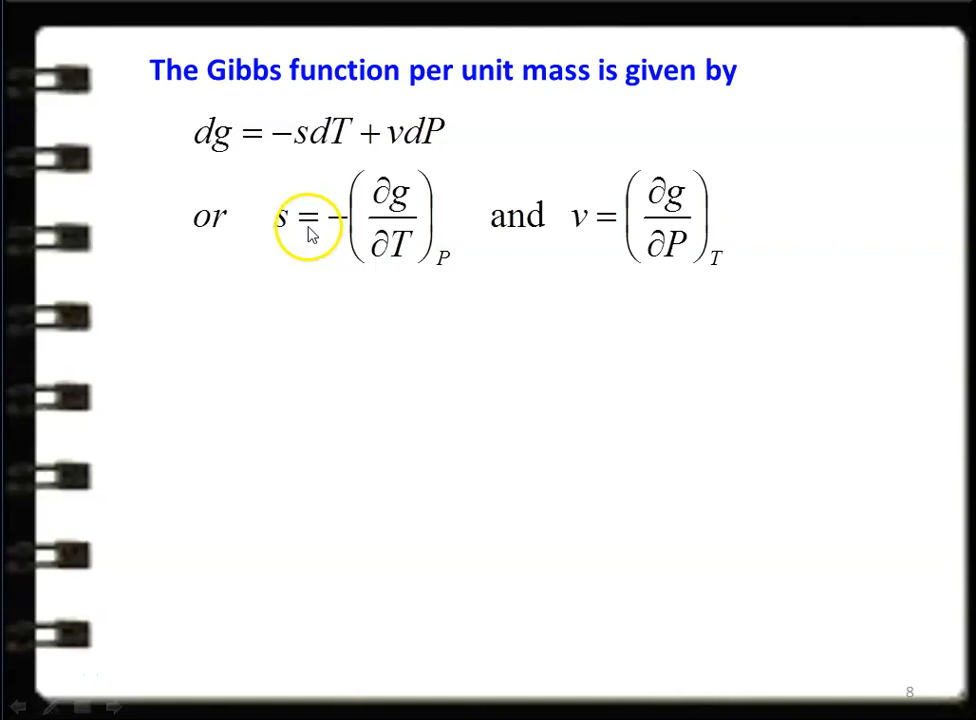 The Gibbs function per unit mass is given by
dg = −sdT + vdP
or s = −(∂g/∂T)_P and v = (∂g/∂P)_T
8